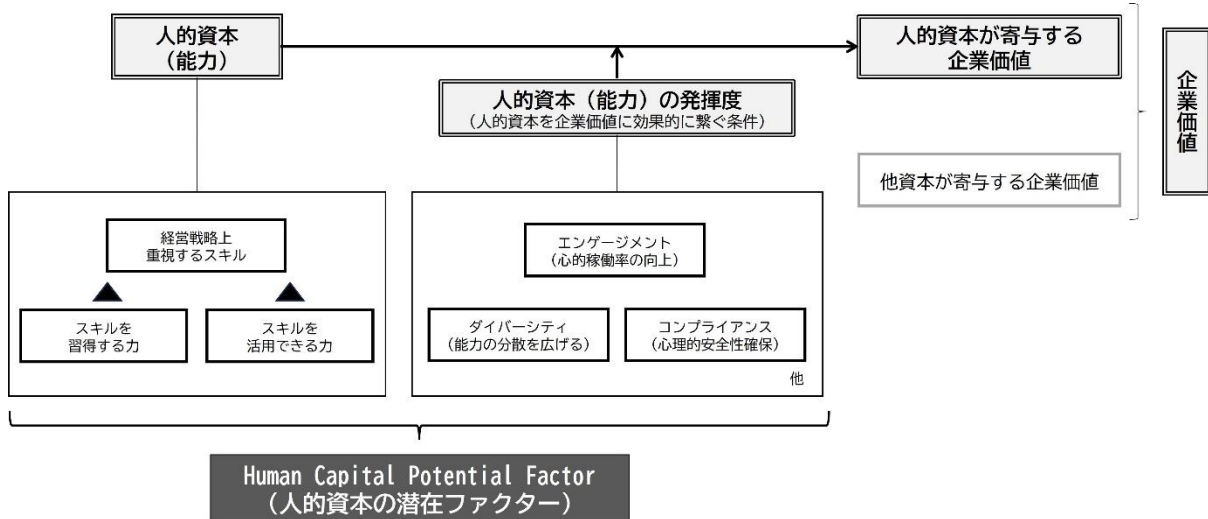 人的資本
(能力)
人的資本が寄与する
企業価値
企業価値
人的資本（能力）の発揮度
（人的資本を企業価値に効果的に繋ぐ条件）
他資本が寄与する企業価値
経営戦略上
重視するスキル
スキルを
習得する力
スキルを
活用できる力
エンゲージメント
(心的稼働率の向上)
ダイバーシティ
(能力の分散を広げる)
コンプライアンス
(心理的安全性確保)
他
Human Capital Potential Factor
(人的資本の潜在ファクター)